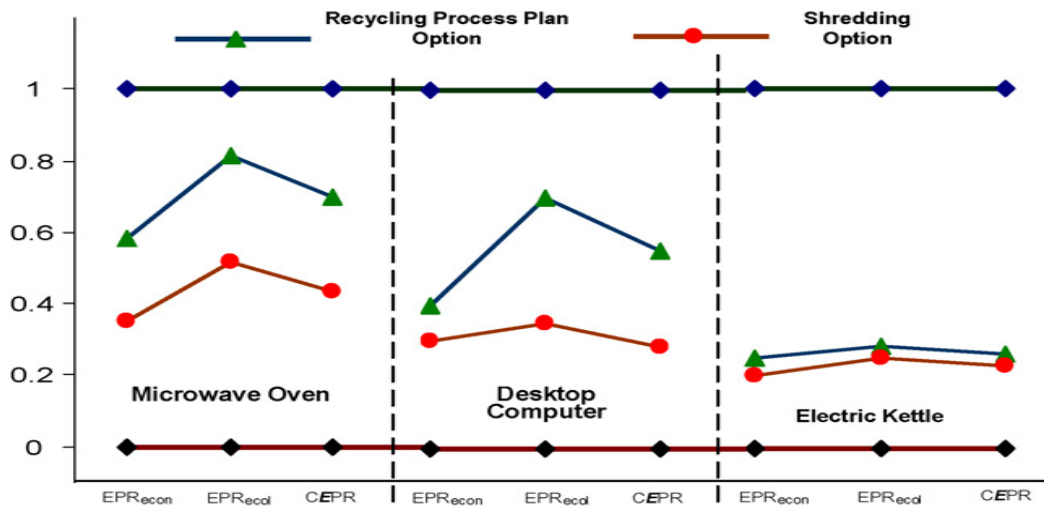 Recycling Process Plan
Option
Shredding
Option
1
0.8
0.6
0.4
0.2
0
Microwave Oven
Desktop
Computer
Electric Kettle
EPRecon EPRecol CEPR EPRecon EPRecol CEPR EPRecon EPRecol CEPR